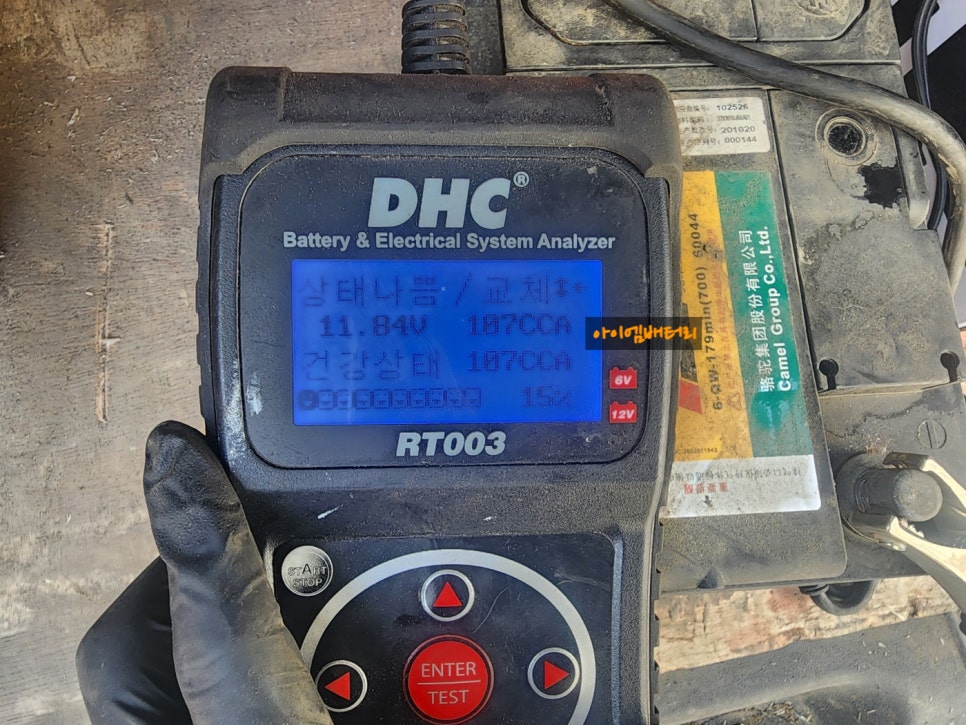 DHC®
Battery & Electrical System Analyzer
상태나쁨 / 교체
11.84V 107CCA
건강상태 107CCA
15%
6V
12V
RT003
START
STOP
ENTER
TEST
아이엠배터리
102526
201020
000144
6-QW-179min(700) 60044
骆驼集团股份有限公司
Camel Group Co.,Ltd.